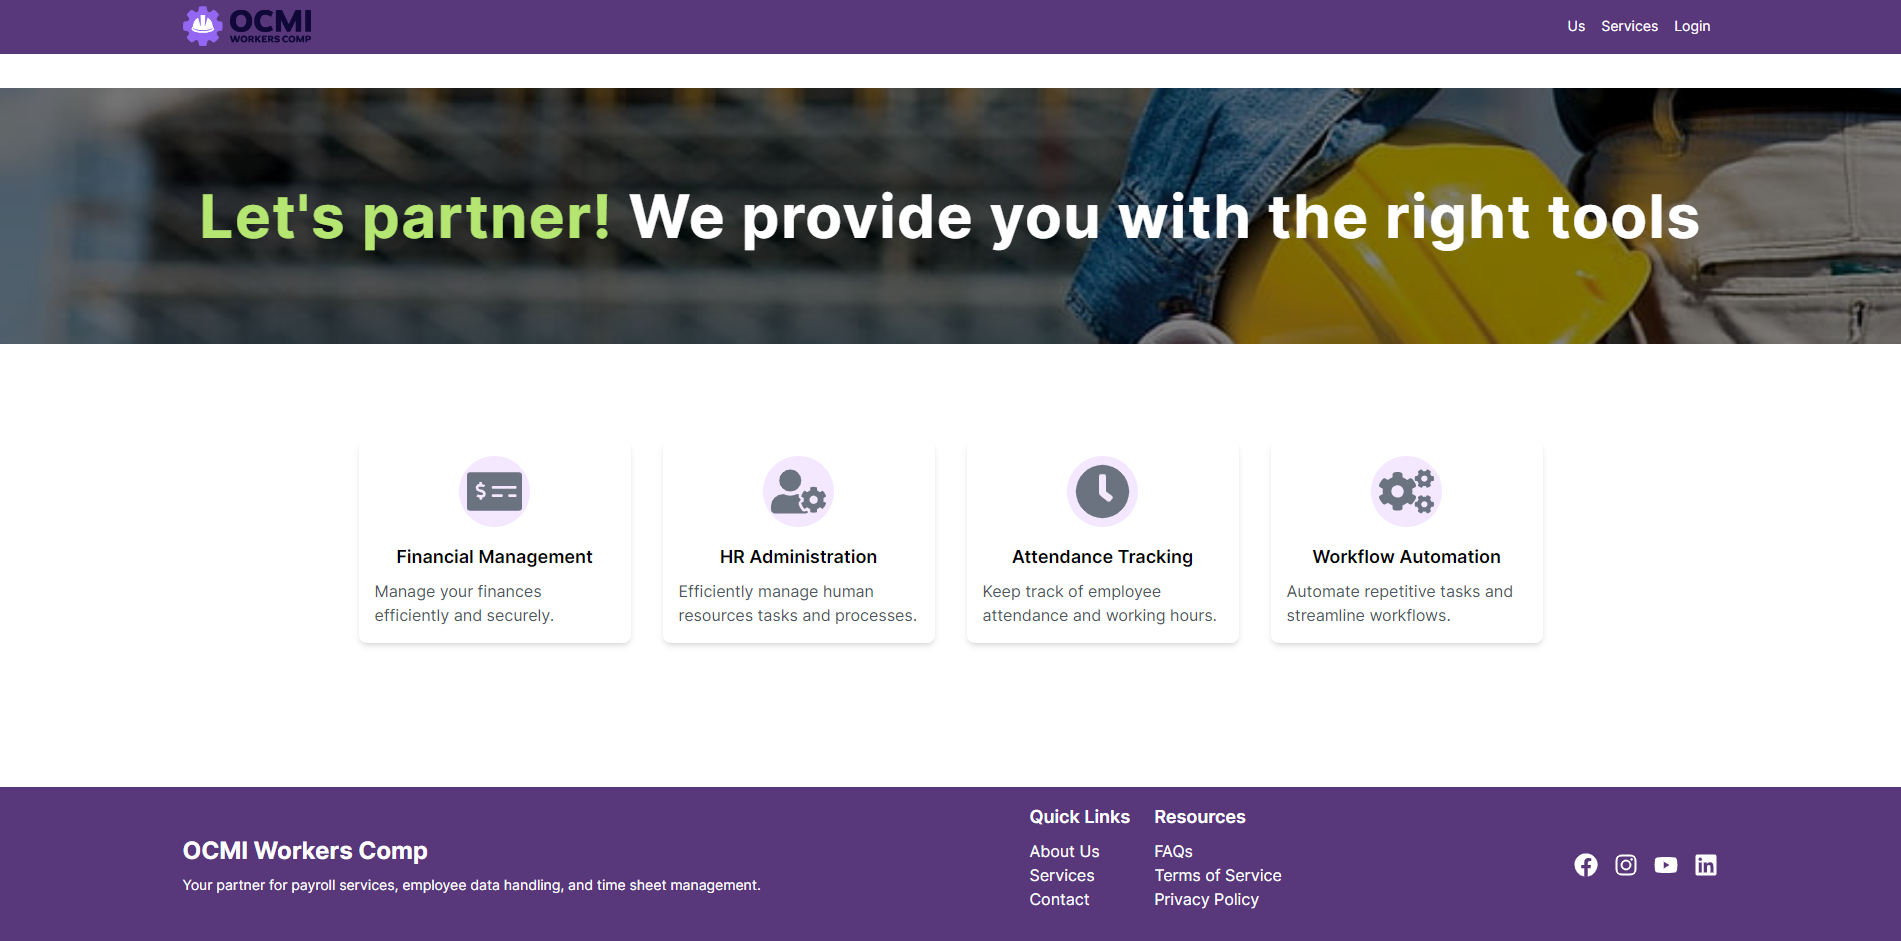 OCMI
WORKERS COMP
Us Services Login
Let's partner! We provide you with the right tools
$
Financial Management
Manage your finances
efficiently and securely.
HR Administration
Efficiently manage human
resources tasks and processes.
Attendance Tracking
Keep track of employee
attendance and working hours.
Workflow Automation
Automate repetitive tasks and
streamline workflows.
OCMI Workers Comp
Your partner for payroll services, employee data handling, and time sheet management.
Quick Links
About Us
Services
Contact
Resources
FAQs
Terms of Service
Privacy Policy